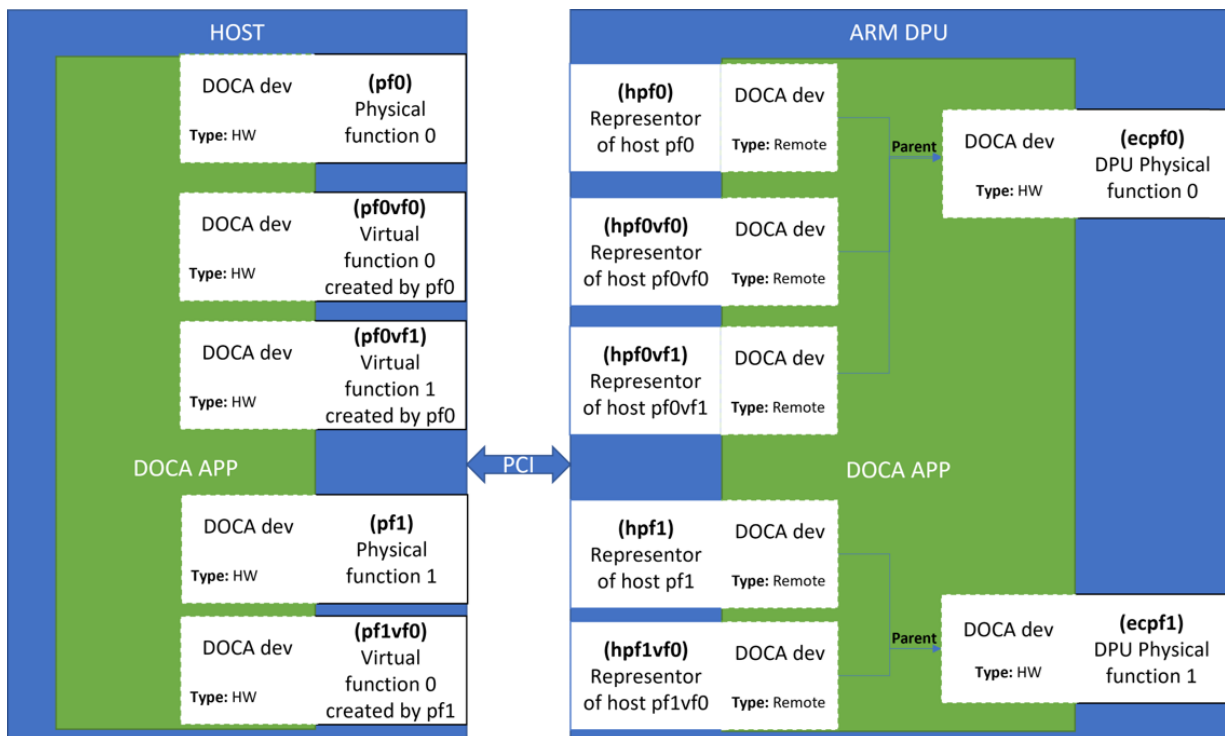 HOST
DOCA dev
Type: HW
(pf0)
Physical
function 0
DOCA dev
Type: HW
(pf0vf0)
Virtual
function 0
created by pf0
DOCA dev
Type: HW
(pf0vf1)
Virtual
function 1
created by pf0
DOCA APP
DOCA dev
Type: HW
(pf1)
Physical
function 1
DOCA dev
Type: HW
(pf1vf0)
Virtual
function 0
created by pf1
PCI
ARM DPU
(hpf0)
Representor
of host pf0
DOCA dev
Type: Remote
(hpf0vf0)
Representor
of host pf0vf0
DOCA dev
Type: Remote
(hpf0vf1)
Representor
of host pf0vf1
DOCA dev
Type: Remote
Parent
DOCA dev
Type: HW
(ecpf0)
DPU Physical
function 0
DOCA APP
(hpf1)
Representor
of host pf1
DOCA dev
Type: Remote
(hpf1vf0)
Representor
of host pf1vf0
DOCA dev
Type: Remote
Parent
DOCA dev
Type: HW
(ecpf1)
DPU Physical
function 1